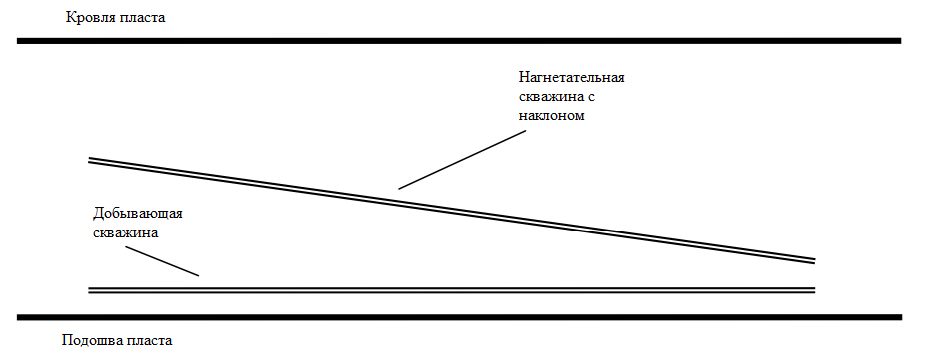 Кровля пласта
Нагнетательная
скважина с
наклоном
Добывающая
скважина
Подошва пласта